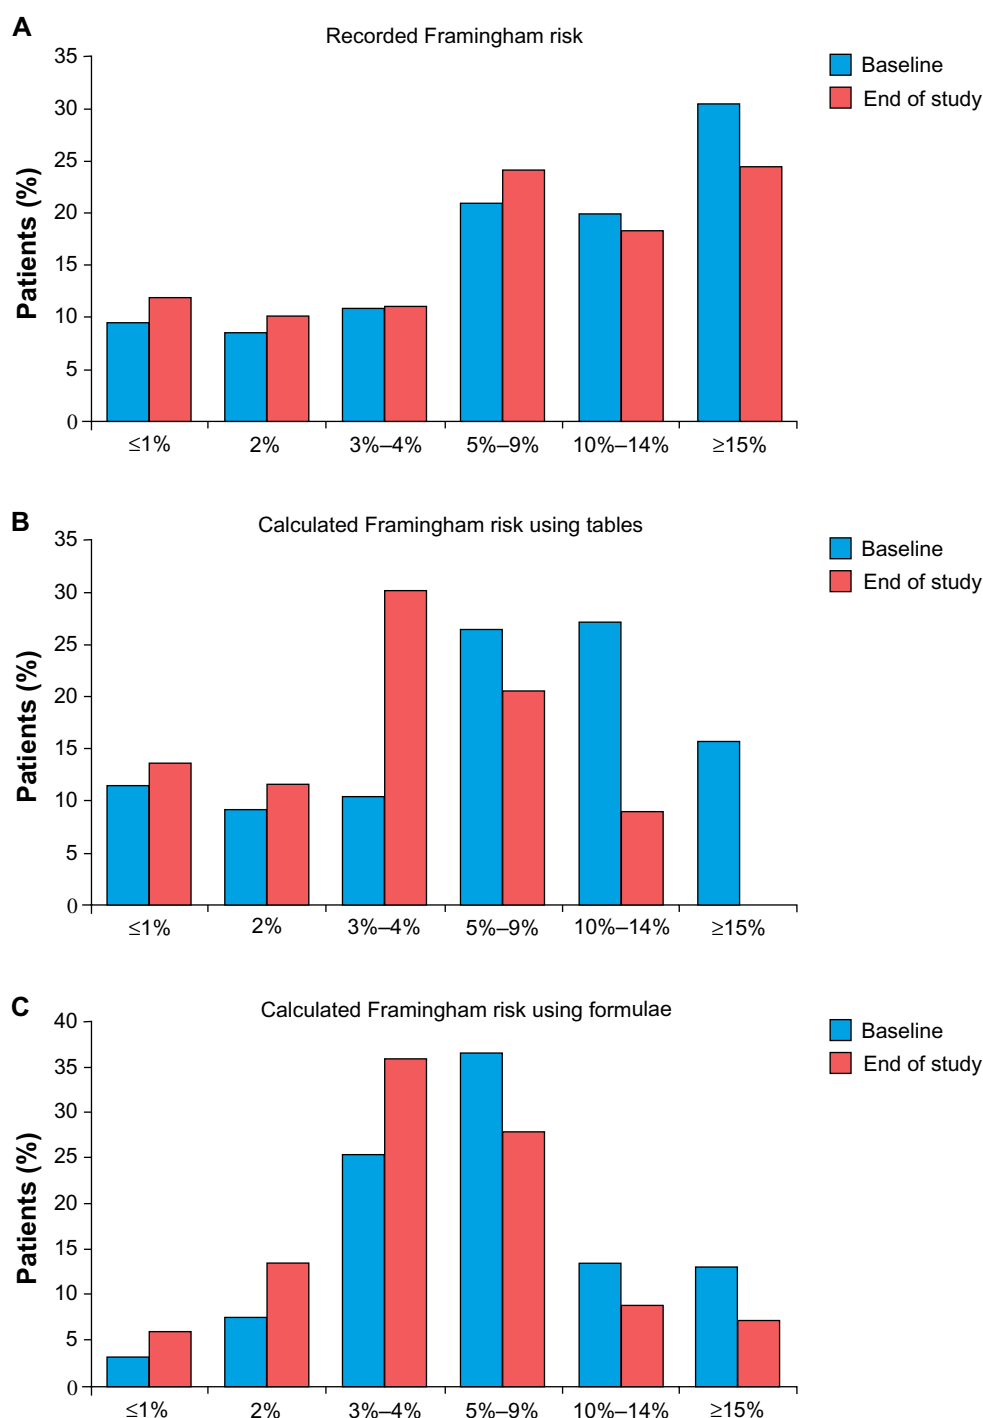 A
Recorded Framingham risk
Baseline
End of study
Patients (%)
35
30
25
20
15
10
5
0
≤1% 2% 3%–4% 5%–9% 10%–14% ≥15%
B
Calculated Framingham risk using tables
Baseline
End of study
Patients (%)
35
30
25
20
15
10
5
0
≤1% 2% 3%–4% 5%–9% 10%–14% ≥15%
C
Calculated Framingham risk using formulae
Baseline
End of study
Patients (%)
40
35
30
25
20
15
10
5
0
≤1% 2% 3%–4% 5%–9% 10%–14% ≥15%